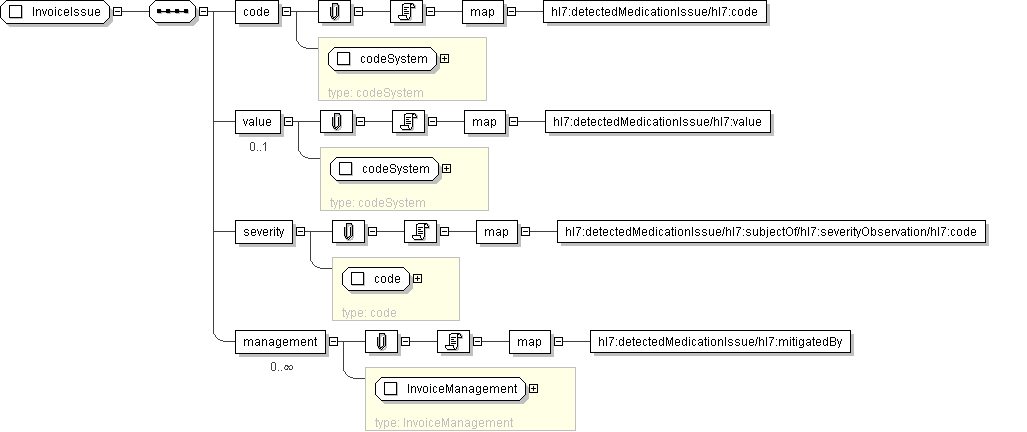 InvoiceIssue
code
map
hl7:detectedMedicationIssue/hl7:code
codeSystem
type: codeSystem
value
map
hl7:detectedMedicationIssue/hl7:value
0..1
codeSystem
type: codeSystem
severity
map
hl7:detectedMedicationIssue/hl7:subjectOf/hl7:severityObservation/hl7:code
code
type: code
management
map
hl7:detectedMedicationIssue/hl7:mitigatedBy
0..∞
InvoiceManagement
type: InvoiceManagement